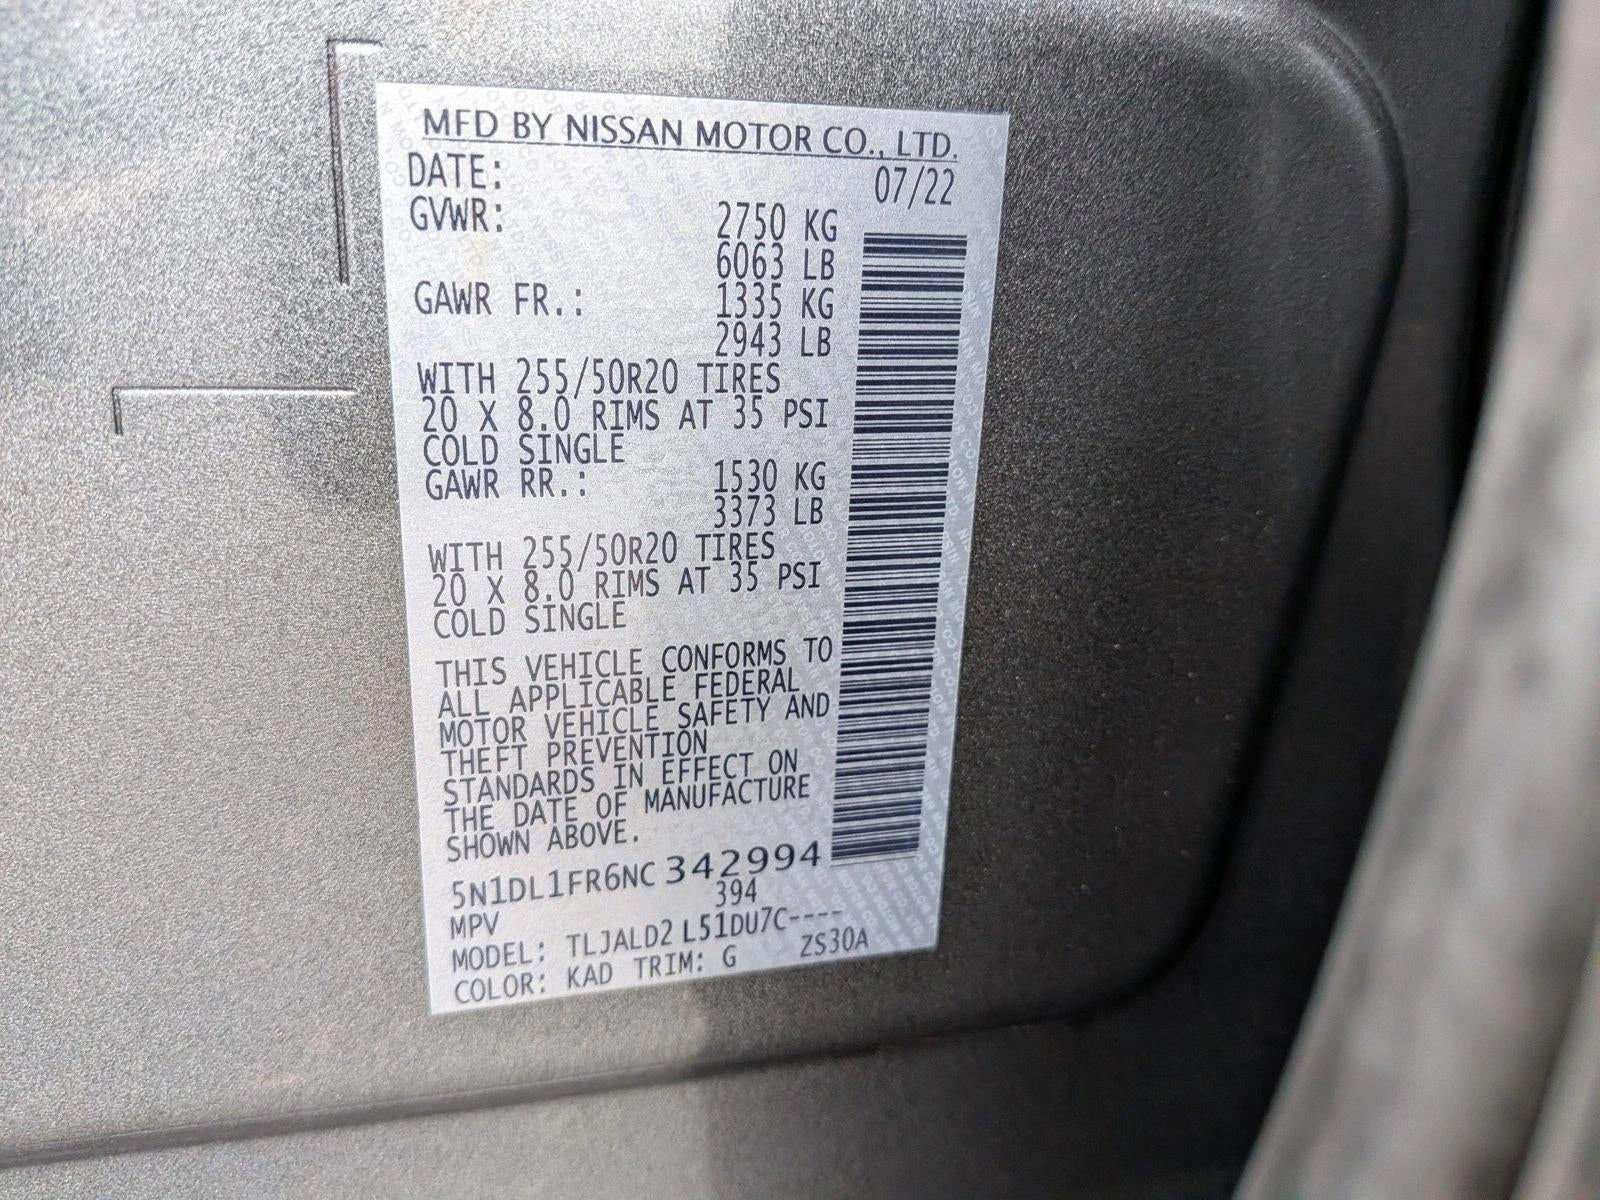 MFD BY NISSAN MOTOR CO., LTD.
DATE: 07/22
GVWR: 2750 KG
6063 LB
GAWR FR.: 1335 KG
2943 LB
WITH 255/50R20 TIRES
20 X 8.0 RIMS AT 35 PSI
COLD SINGLE
GAWR RR.: 1530 KG
3373 LB
WITH 255/50R20 TIRES
20 X 8.0 RIMS AT 35 PSI
COLD SINGLE
THIS VEHICLE CONFORMS TO
ALL APPLICABLE FEDERAL
MOTOR VEHICLE SAFETY AND
THEFT PREVENTION
STANDARDS IN EFFECT ON
THE DATE OF MANUFACTURE
SHOWN ABOVE.
5N1DL1FR6NC342994
MPV 394
MODEL: TLJALD2 L51DU7C----
COLOR: KAD TRIM: G ZS30A